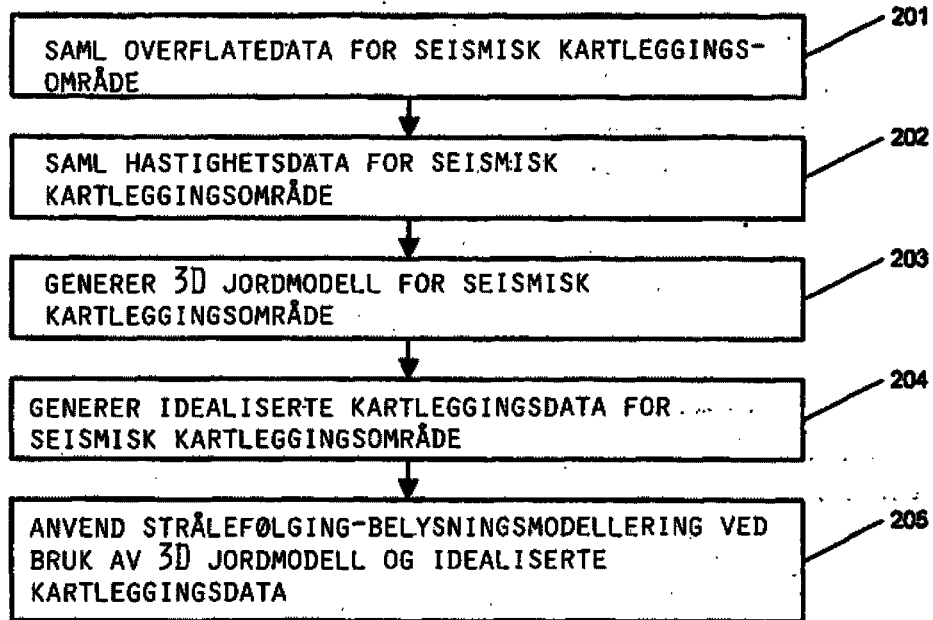 201
SAML OVERFLATEDATA FOR SEISMISK KARTLEGGINGS-
OMRÅDE
202
SAML HASTIGHETSDATA FOR SEISMISK
KARTLEGGINGSOMRÅDE
203
GENERER 3D JORDMODELL FOR SEISMISK
KARTLEGGINGSOMRÅDE
204
GENERER IDEALISERTE KARTLEGGINGSDATA FOR
SEISMISK KARTLEGGINGSOMRÅDE
205
ANVEND STRÅLEFØLGING-BELYSNINGSMODELLERING VED
BRUK AV 3D JORDMODELL OG IDEALISERTE
KARTLEGGINGSDATA